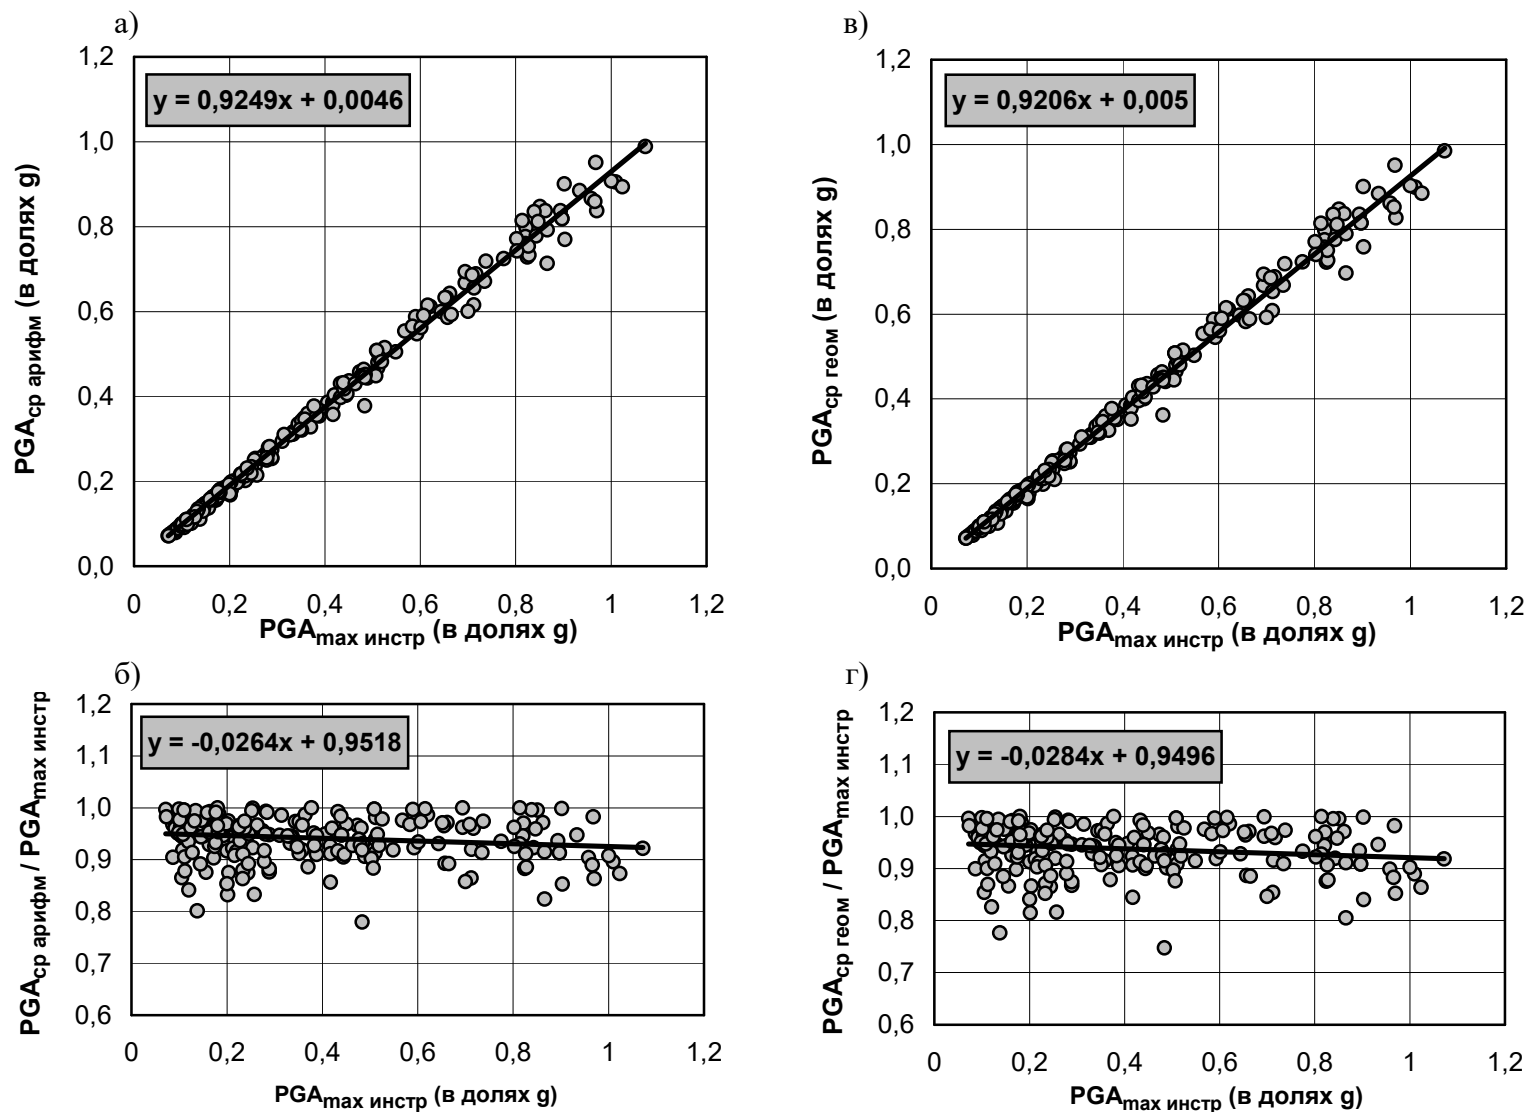 а)
1,2
1,0
0,8
0,6
0,4
0,2
0,0
y = 0,9249x + 0,0046
PGAср арифм (в долях g)
0 0,2 0,4 0,6 0,8 1 1,2
PGAmax инстр (в долях g)
в)
1,2
1,0
0,8
0,6
0,4
0,2
0,0
y = 0,9206x + 0,005
PGAср геом (в долях g)
0 0,2 0,4 0,6 0,8 1 1,2
PGAmax инстр (в долях g)
б)
1,2
1,1
1,0
0,9
0,8
0,7
0,6
y = -0,0264x + 0,9518
PGAср арифм / PGAmax инстр
0 0,2 0,4 0,6 0,8 1 1,2
PGAmax инстр (в долях g)
г)
1,2
1,1
1,0
0,9
0,8
0,7
0,6
y = -0,0284x + 0,9496
PGAср геом / PGAmax инстр
0 0,2 0,4 0,6 0,8 1 1,2
PGAmax инстр (в долях g)